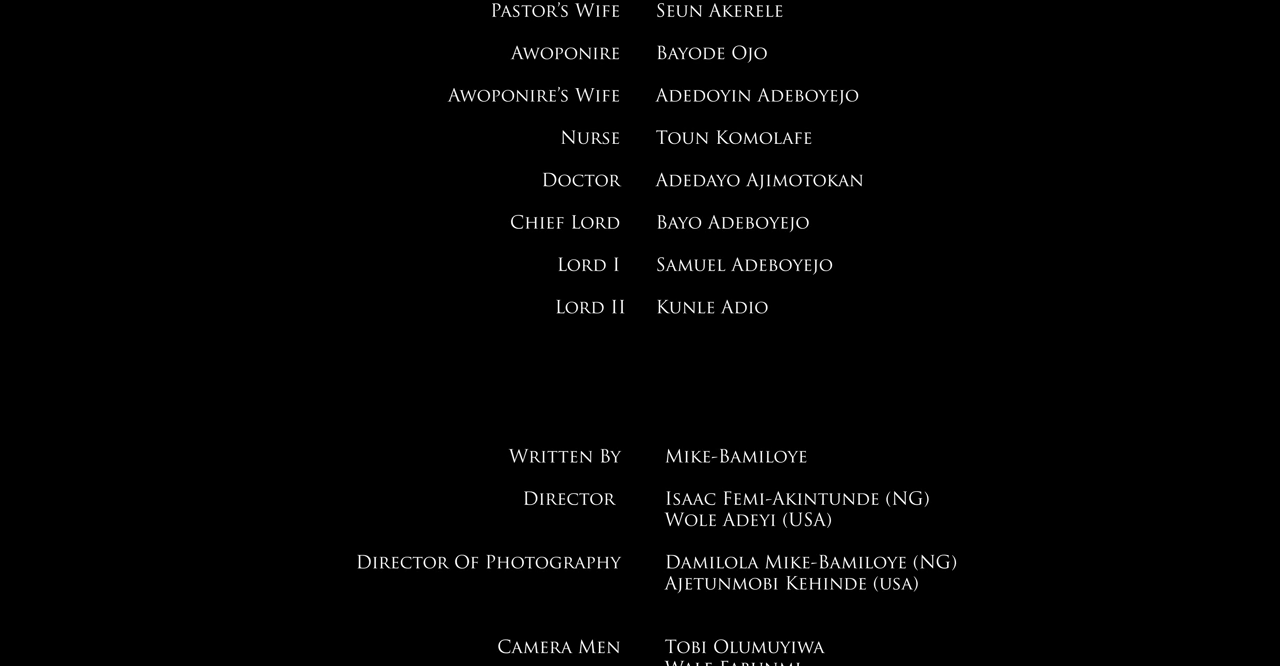 Pastor's Wife Seun Akerele
Awoponire Bayode Ojo
Awoponire's Wife Adedoyin Adeboyejo
Nurse Toun Komolafe
Doctor Adedayo Ajimotokan
Chief Lord Bayo Adeboyejo
Lord I Samuel Adeboyejo
Lord II Kunle Adio
Written By Mike-Bamiloye
Director Isaac Femi-Akintunde (NG)
Wole Adeyi (USA)
Director Of Photography Damilola Mike-Bamiloye (NG)
Ajetunmobi Kehinde (usa)
Camera Men Tobi Olumuyiwa